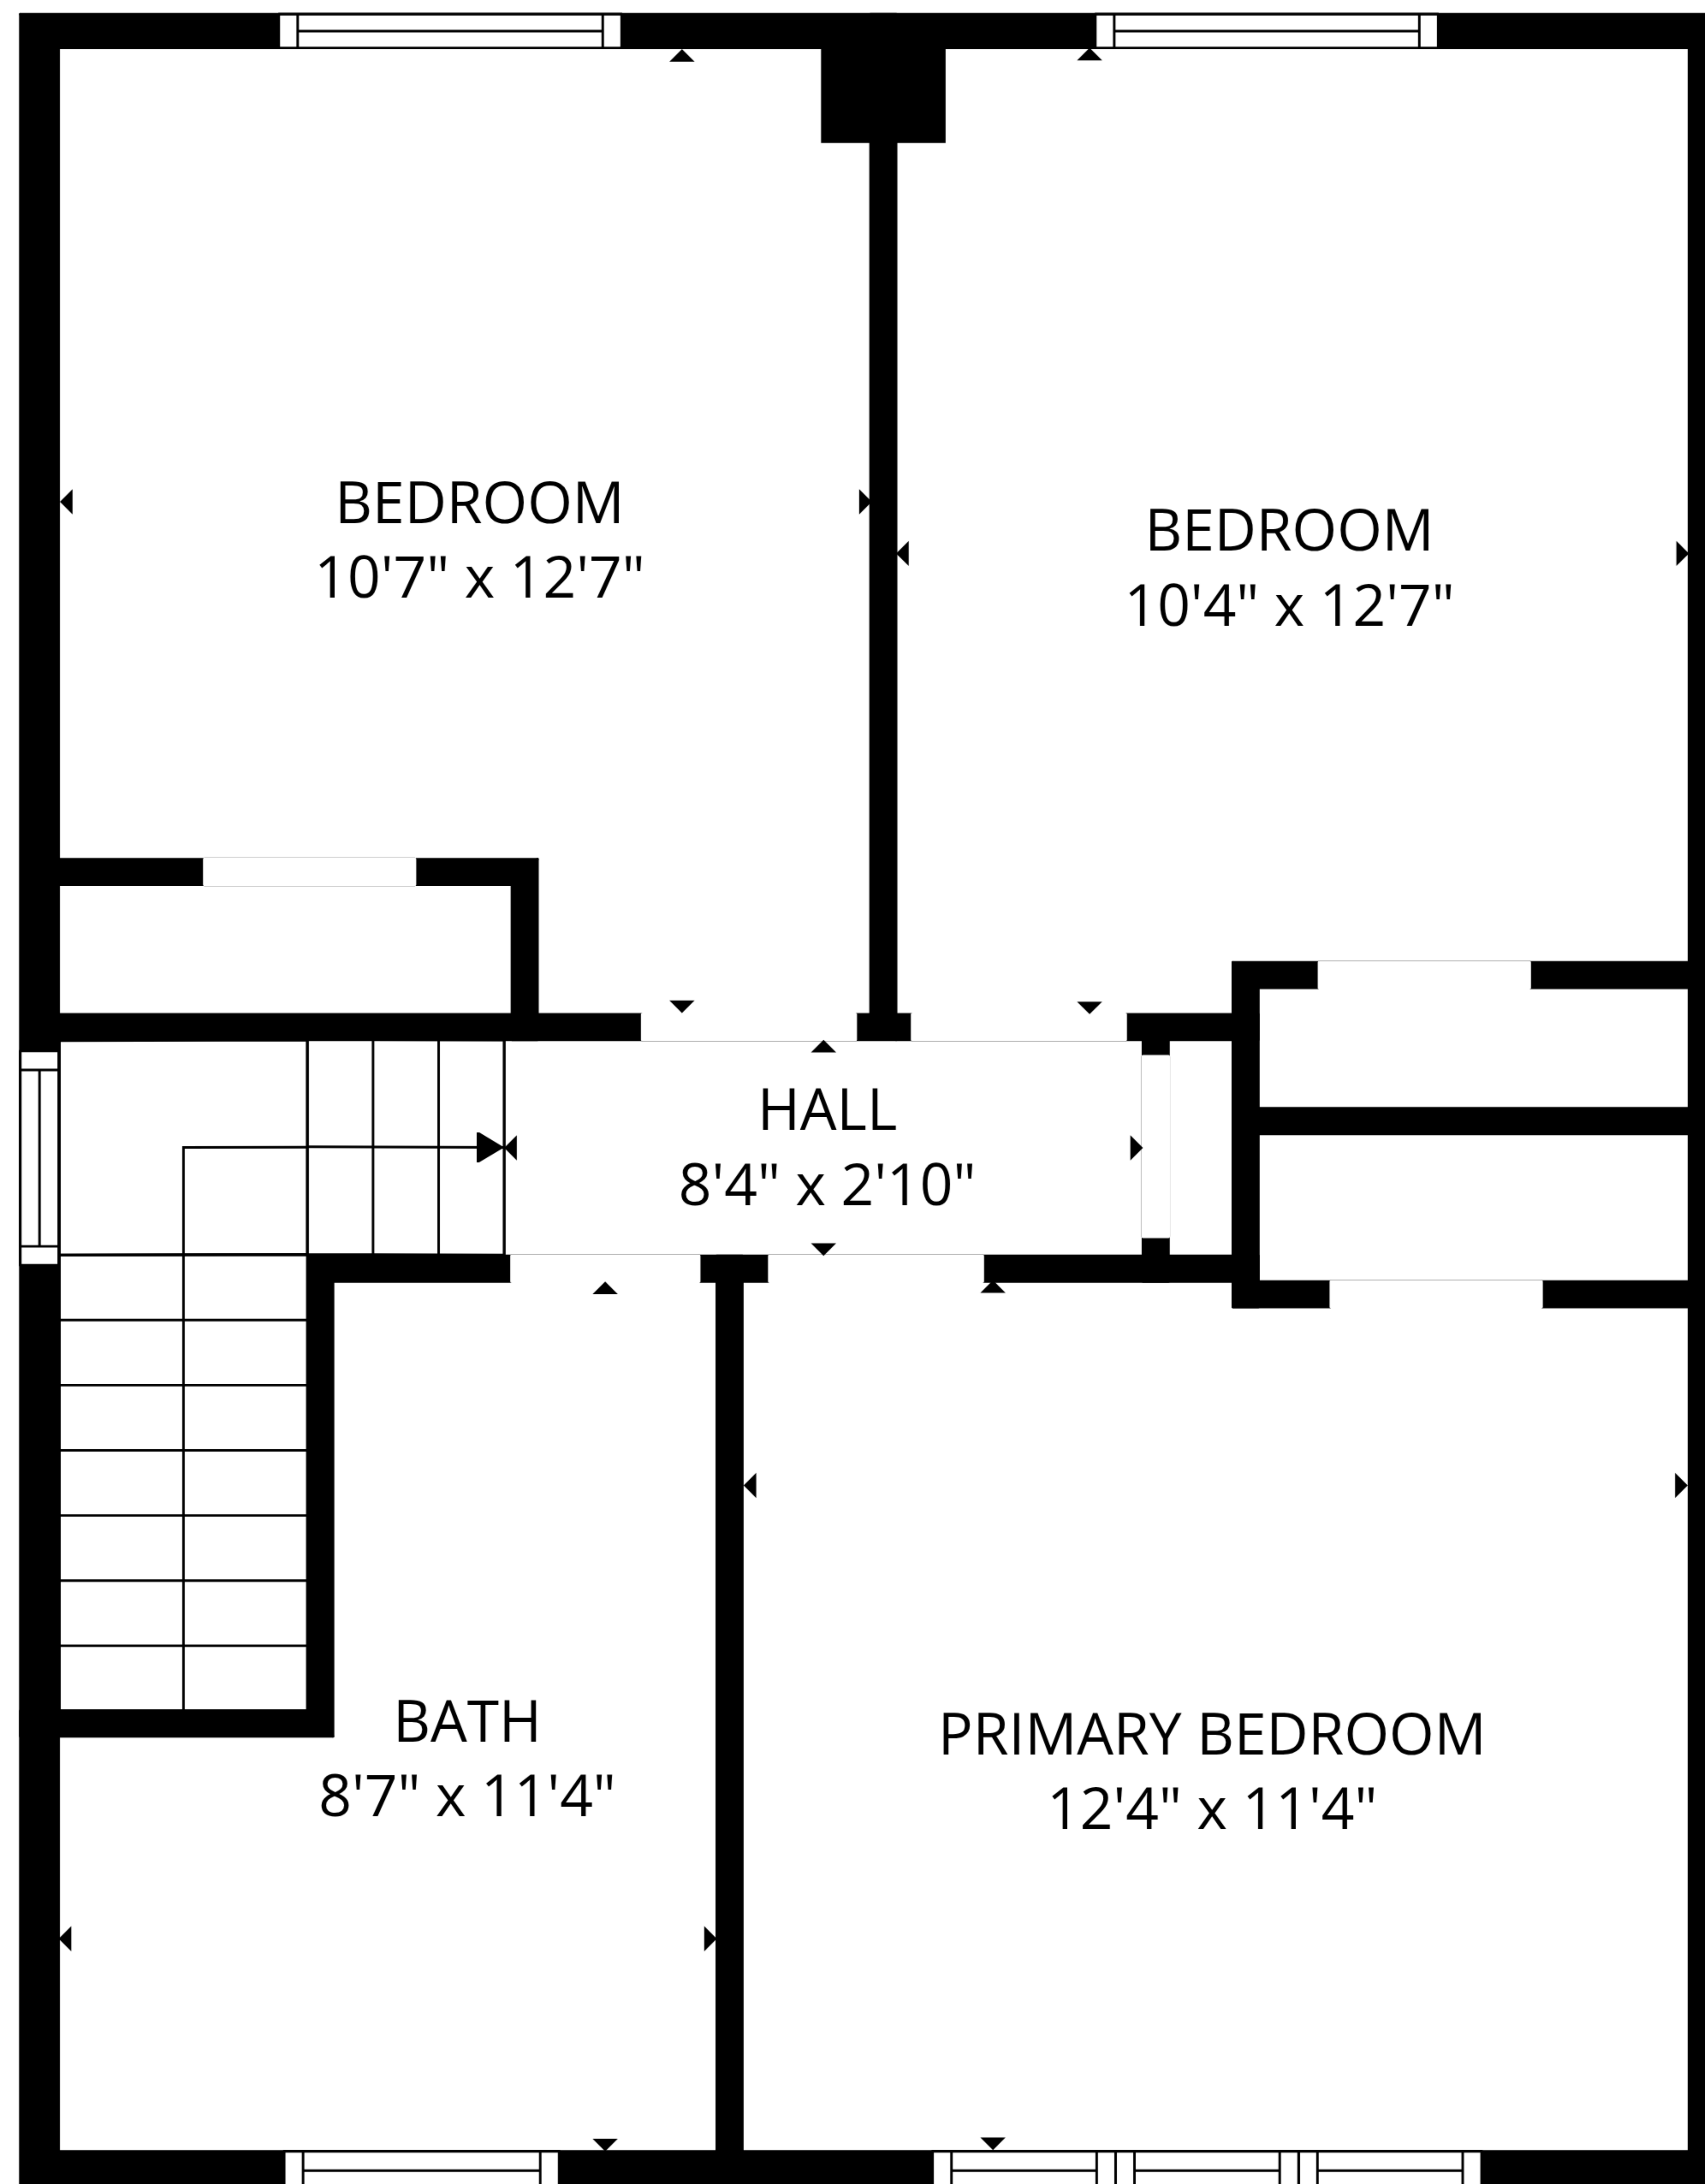 BEDROOM
10'7" x 12'7"
BEDROOM
10'4" x 12'7"
HALL
8'4" x 2'10"
BATH
8'7" x 11'4"
PRIMARY BEDROOM
12'4" x 11'4"